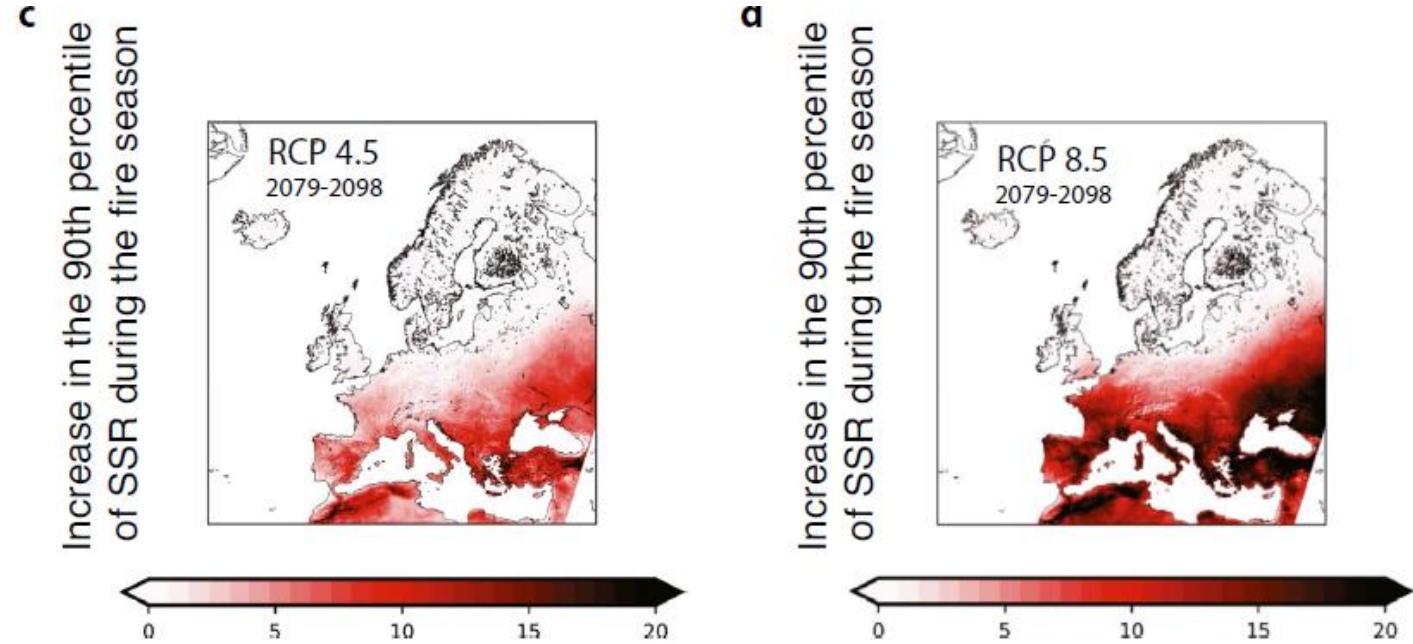 c
Increase in the 90th percentile
of SSR during the fire season
RCP 4.5
2079-2098
0 5 10 15 20
d
Increase in the 90th percentile
of SSR during the fire season
RCP 8.5
2079-2098
0 5 10 15 20